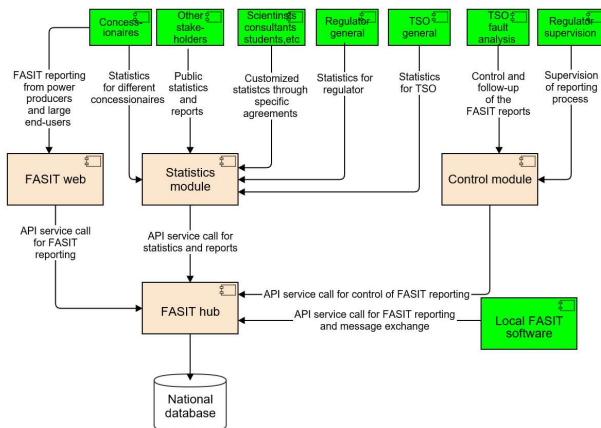 Concess-
ionaires
Other
stake-
holders
Scientinsts
consultants
students,etc
Regulator
general
TSO
general
TSO
fault
analysis
Regulator
supervision
FASIT reporting
from power
producers
and large
end-users
Statistics
for different
concessionaires
Public
statistics
and
reports
Customized
statistcs through
specific
agreements
Statistics for
regulator
Statistics
for TSO
Control and
follow-up
of the
FASIT reports
Supervision
of reporting
process
FASIT web
Statistics
module
Control module
API service call
for FASIT
reporting
API service call for
statistics and reports
API service call for control of FASIT reporting
FASIT hub
API service call for FASIT reporting
and message exchange
Local FASIT
software
National
database